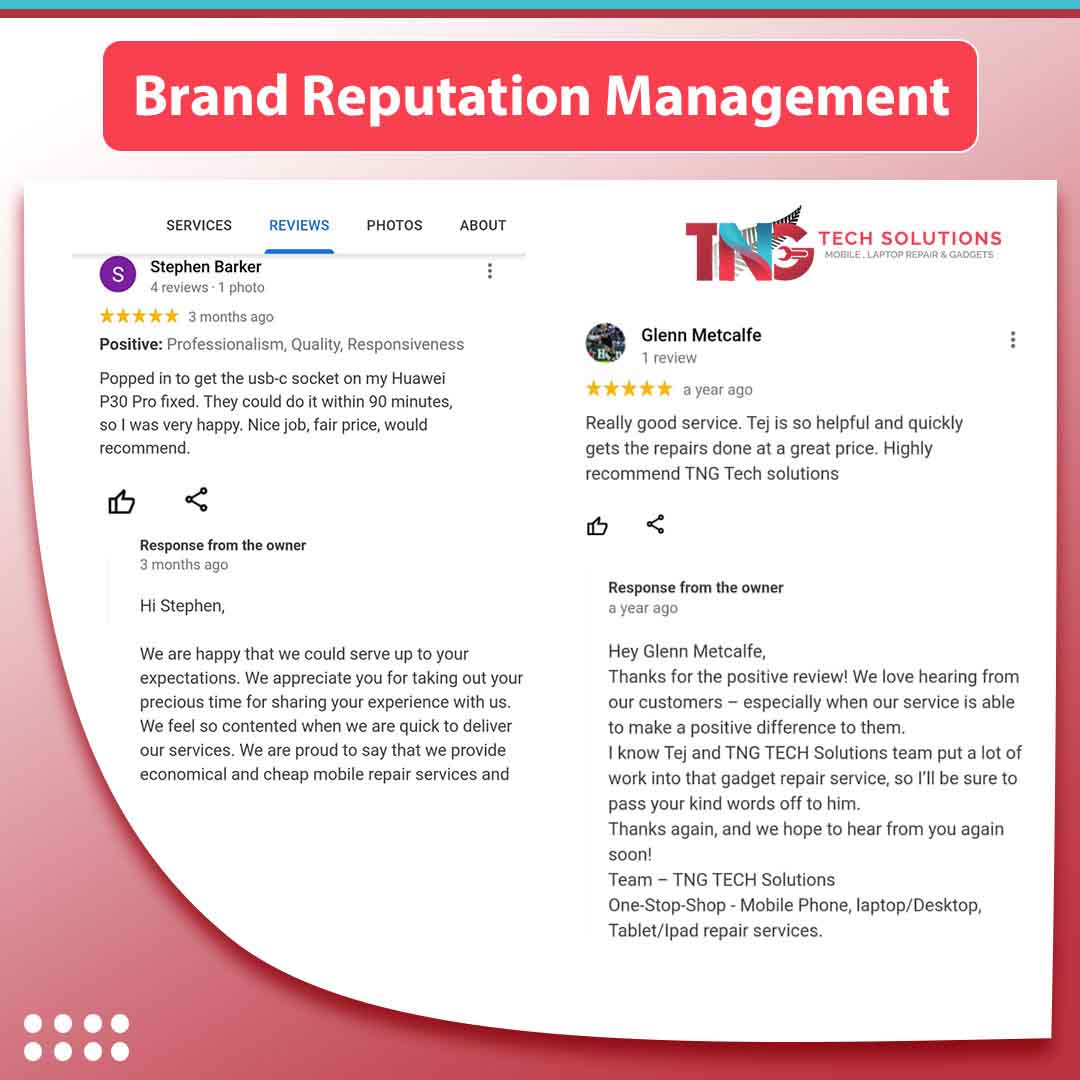 Brand Reputation Management
SERVICES REVIEWS PHOTOS ABOUT
S
Stephen Barker
4 reviews · 1 photo
3 months ago
Positive: Professionalism, Quality, Responsiveness
Popped in to get the usb-c socket on my Huawei
P30 Pro fixed. They could do it within 90 minutes,
so I was very happy. Nice job, fair price, would
recommend.
Response from the owner
3 months ago
Hi Stephen,
We are happy that we could serve up to your
expectations. We appreciate you for taking out your
precious time for sharing your experience with us.
We feel so contented when we are quick to deliver
our services. We are proud to say that we provide
economical and cheap mobile repair services and
TNG TECH SOLUTIONS
MOBILE , LAPTOP REPAIR & GADGETS
Glenn Metcalfe
1 review
a year ago
Really good service. Tej is so helpful and quickly
gets the repairs done at a great price. Highly
recommend TNG Tech solutions
Response from the owner
a year ago
Hey Glenn Metcalfe,
Thanks for the positive review! We love hearing from
our customers – especially when our service is able
to make a positive difference to them.
I know Tej and TNG TECH Solutions team put a lot of
work into that gadget repair service, so I'll be sure to
pass your kind words off to him.
Thanks again, and we hope to hear from you again
soon!
Team – TNG TECH Solutions
One-Stop-Shop - Mobile Phone, laptop/Desktop,
Tablet/Ipad repair services.